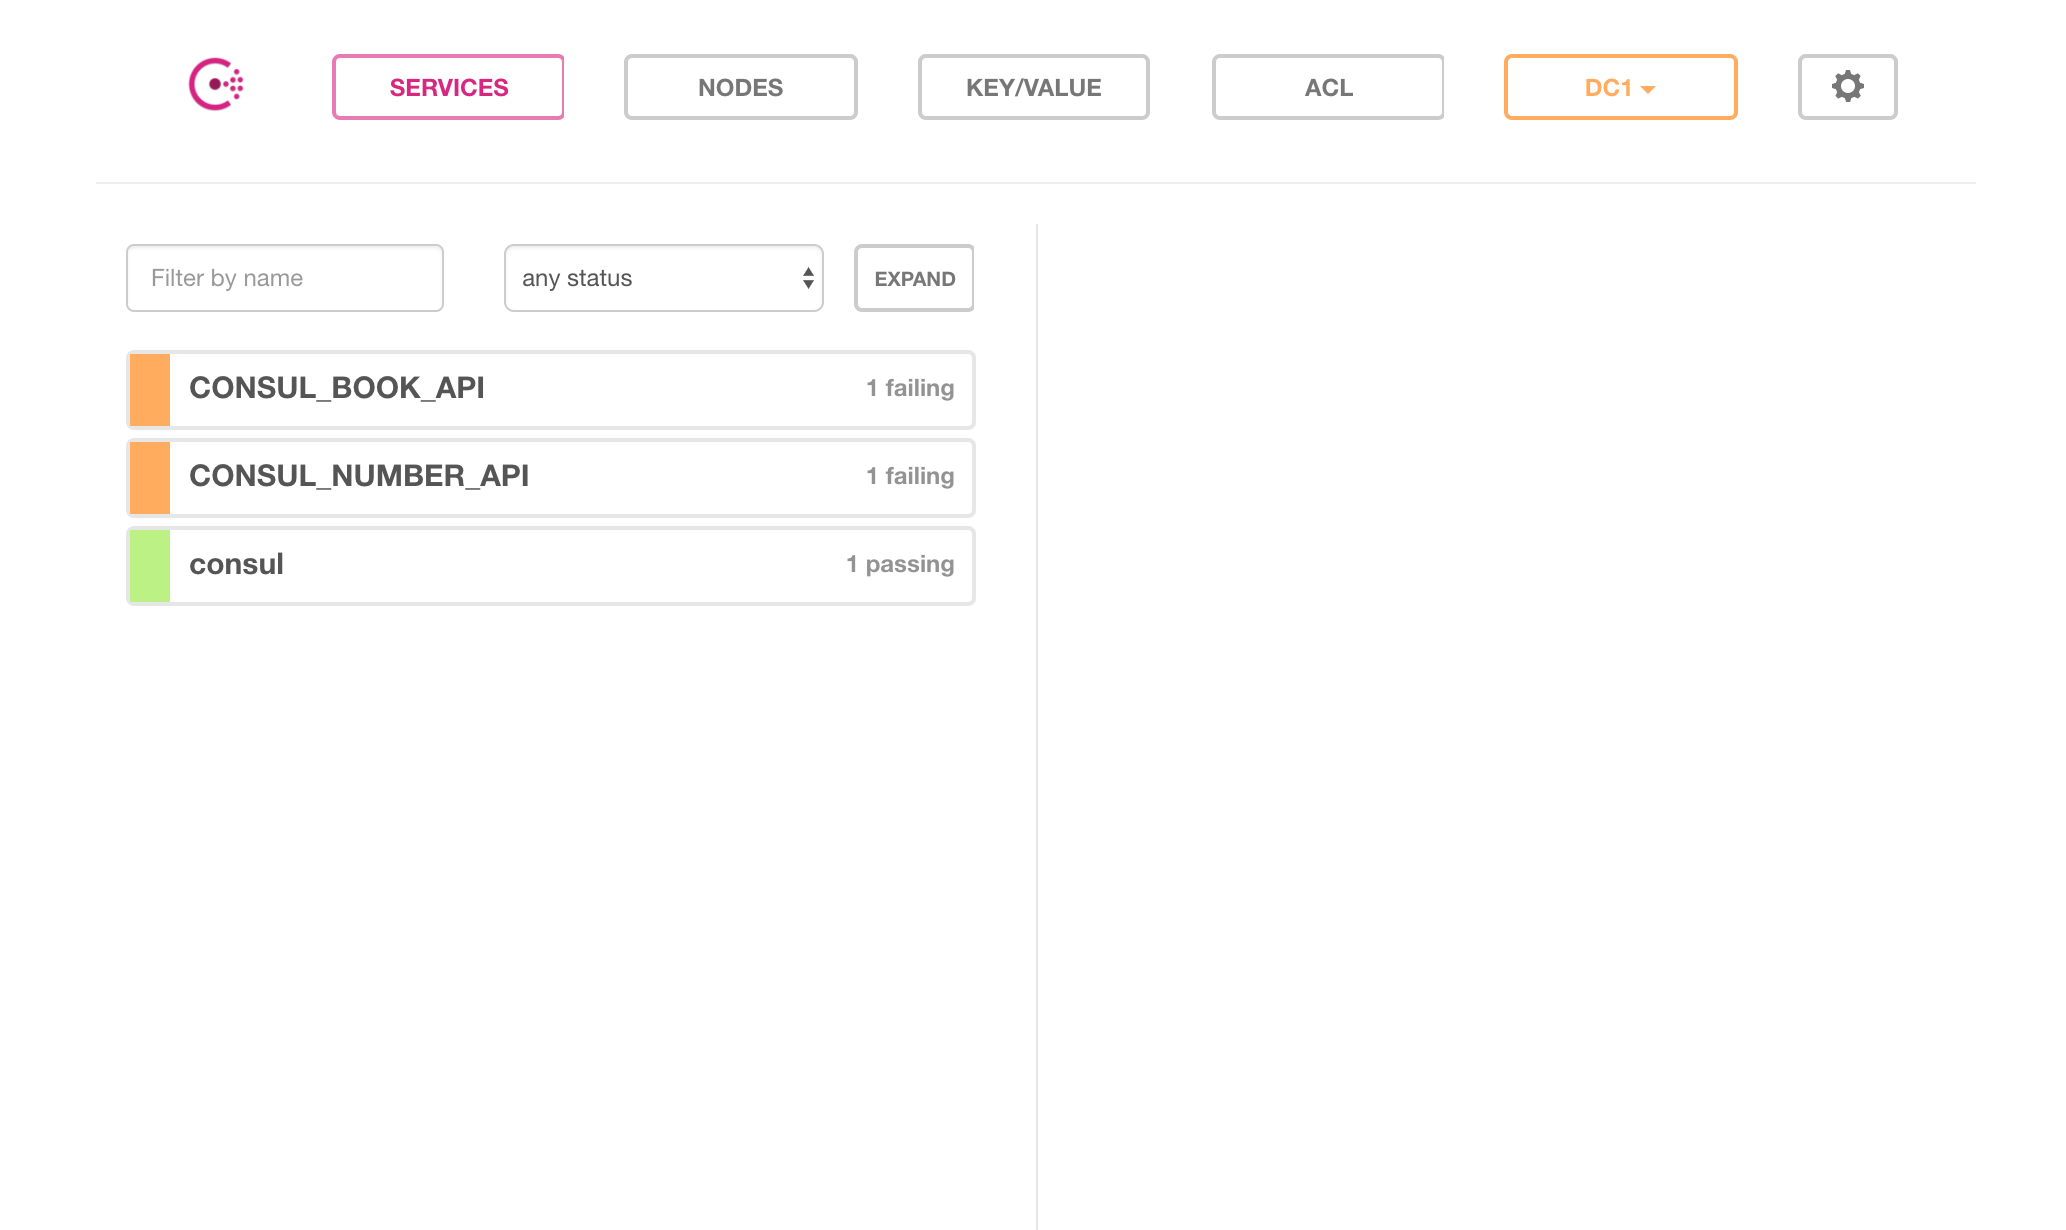 SERVICES NODES KEY/VALUE ACL DC1
Filter by name any status EXPAND
CONSUL_BOOK_API 1 failing
CONSUL_NUMBER_API 1 failing
consul 1 passing